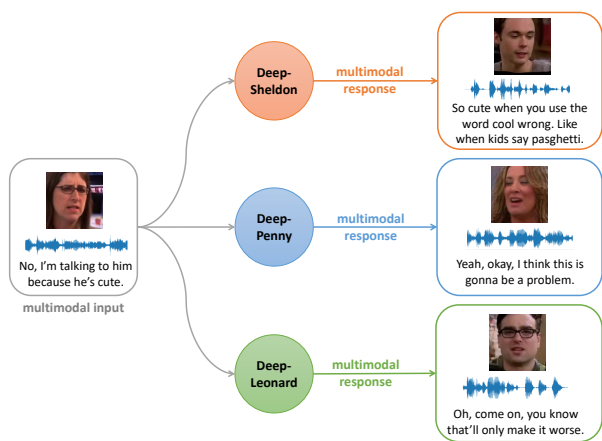 No, I'm talking to him
because he's cute.
multimodal input
Deep-
Sheldon
multimodal
response
So cute when you use the
word cool wrong. Like
when kids say pasghetti.
Deep-
Penny
multimodal
response
Yeah, okay, I think this is
gonna be a problem.
Deep-
Leonard
multimodal
response
Oh, come on, you know
that'll only make it worse.